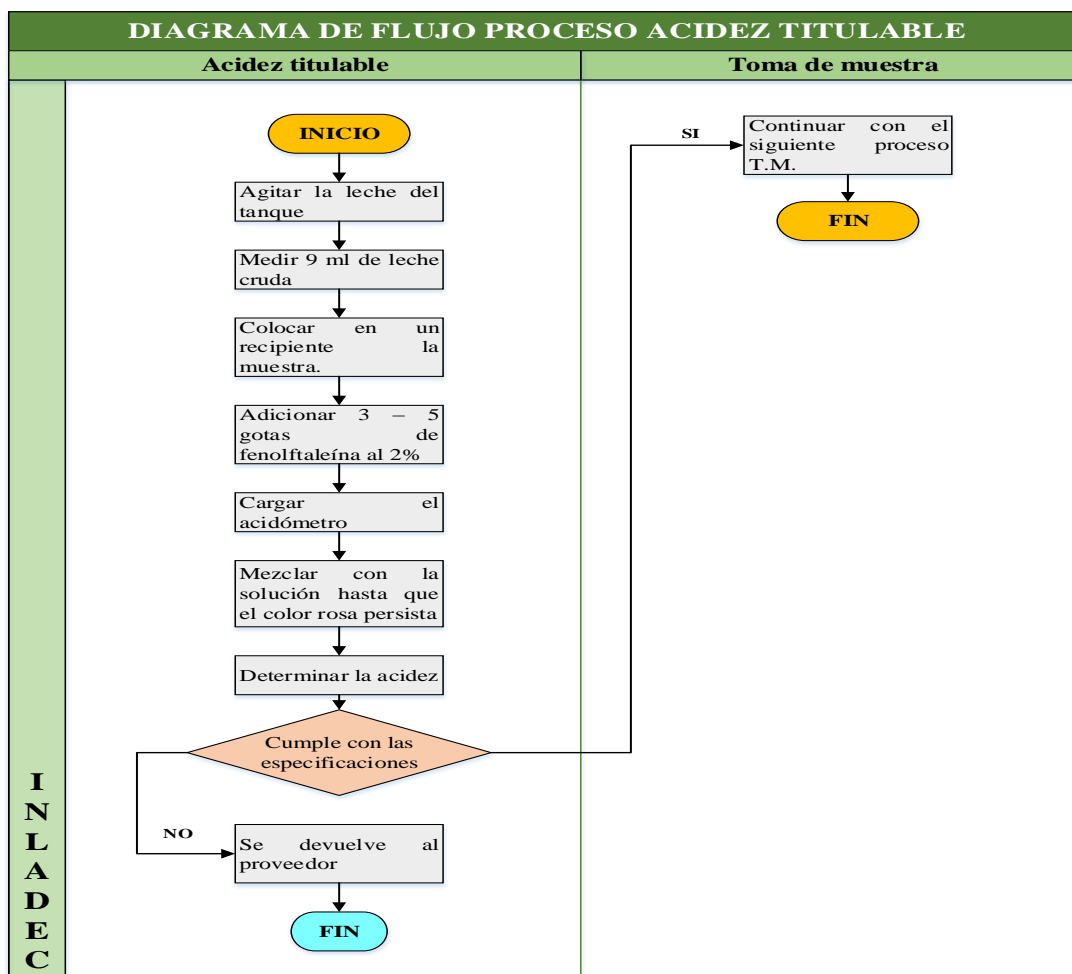 DIAGRAMA DE FLUJO PROCESO ACIDEZ TITULABLE
Acidez titulable
Toma de muestra
INICIO
Agitar la leche del
tanque
Medir 9 ml de leche
cruda
Colocar en un
recipiente la
muestra.
Adicionar 3 – 5
gotas de
fenolftaleína al 2%
Cargar el
acidómetro
Mezclar con la
solución hasta que
el color rosa persista
Determinar la acidez
Cumple con las
especificaciones
NO
Se devuelve al
proveedor
FIN
SI
Continuar con el
siguiente proceso
T.M.
FIN
I
N
L
A
D
E
C